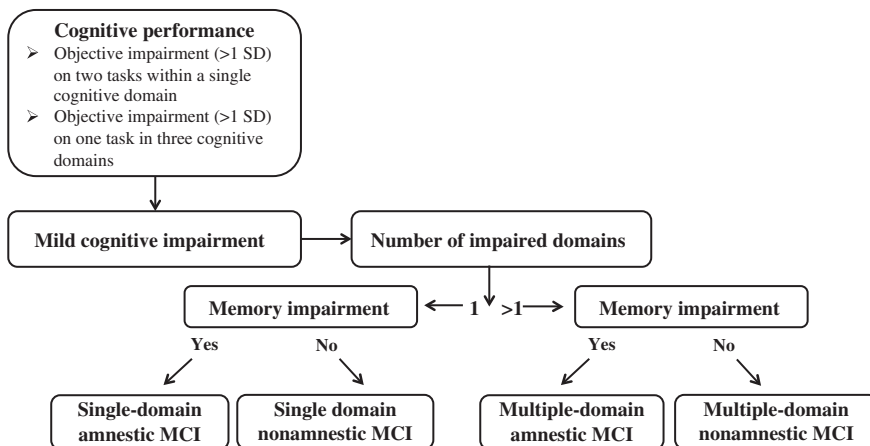 Cognitive performance
➢ Objective impairment (>1 SD)
on two tasks within a single
cognitive domain
➢ Objective impairment (>1 SD)
on one task in three cognitive
domains
Mild cognitive impairment
Number of impaired domains
Memory impairment
1 >1
Memory impairment
Yes No
Yes No
Single-domain
amnestic MCI
Single domain
nonamnestic MCI
Multiple-domain
amnestic MCI
Multiple-domain
nonamnestic MCI